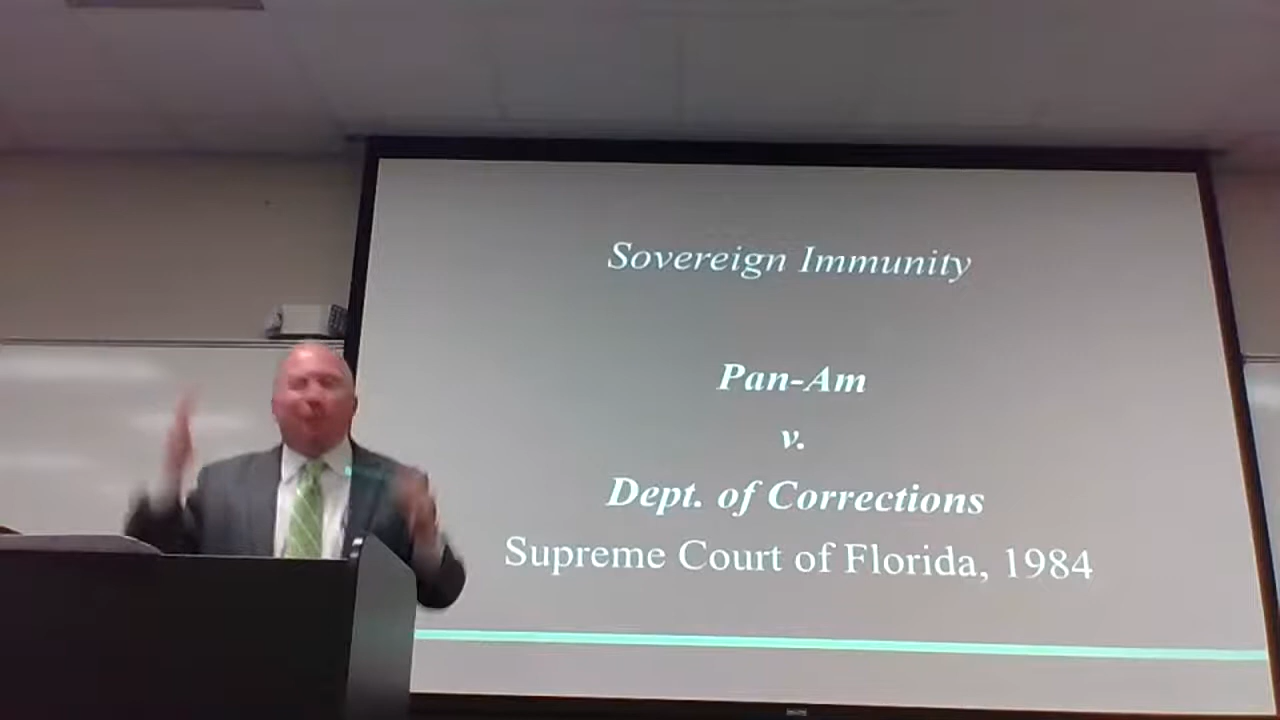 Sovereign Immunity
Pan-Am
v.
Dept. of Corrections
Supreme Court of Florida, 1984